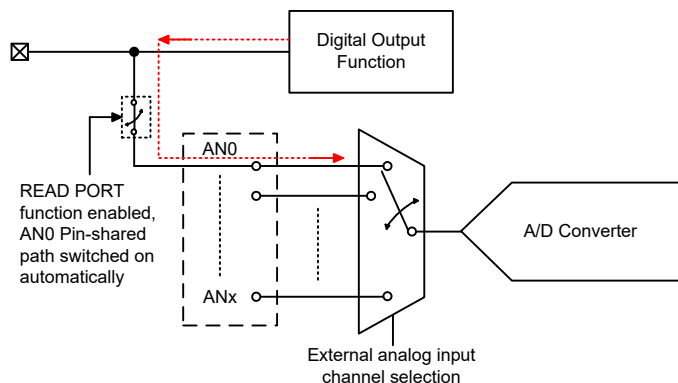 Digital Output
Function
AN0
READ PORT
function enabled,
AN0 Pin-shared
path switched on
automatically
A/D Converter
ANx
External analog input
channel selection